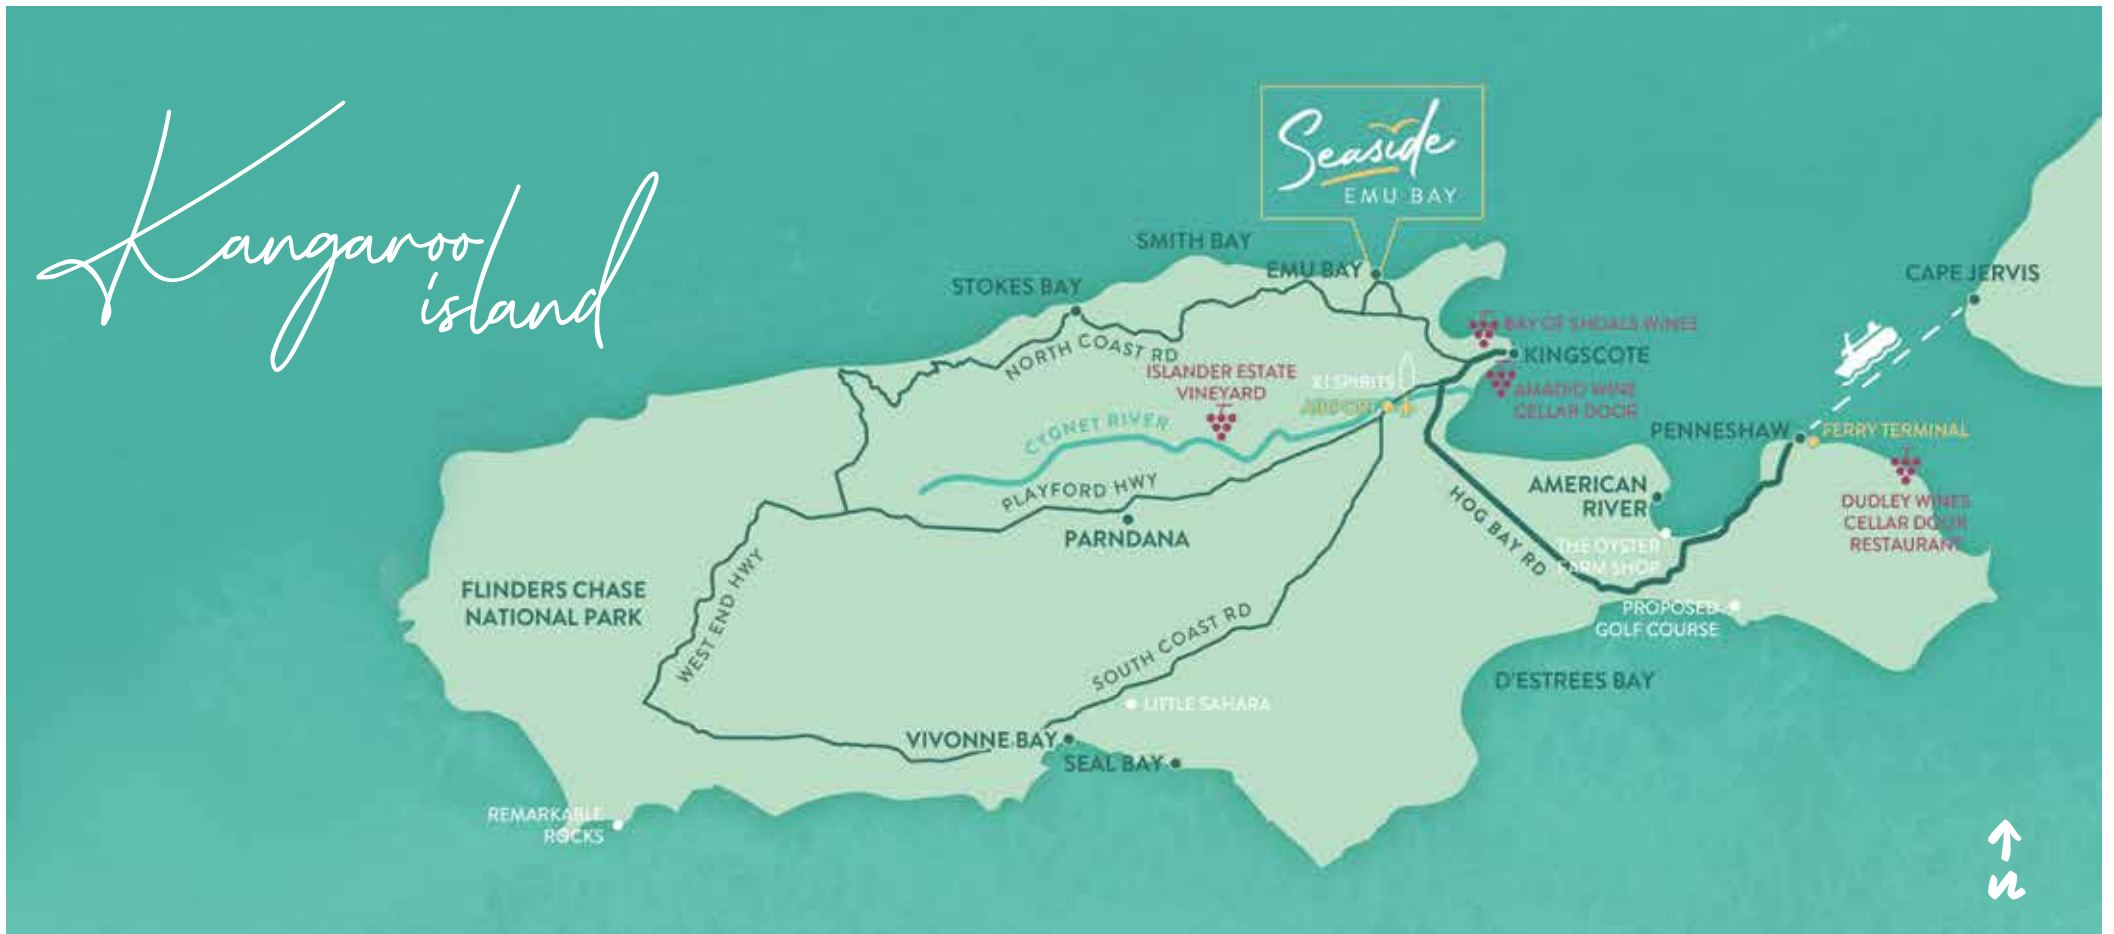 Kangaroo
island
Seaside
EMU BAY
SMITH BAY
EMU BAY
STOKES BAY
CAPE JERVIS
NORTH COAST RD
BAY OF SHOALS WINES
KINGSCOTE
ISLANDER ESTATE
VINEYARD
KI SPIRITS
AIRPORT
AMADIO WINE
CELLAR DOOR
CYGNET RIVER
PENNESHAW
FERRY TERMINAL
PLAYFORD HWY
PARNDANA
HOG BAY RD
AMERICAN
RIVER
DUDLEY WINES
CELLAR DOOR
RESTAURANT
THE OYSTER
FARM SHOP
FLINDERS CHASE
NATIONAL PARK
WEST END HWY
PROPOSED
GOLF COURSE
SOUTH COAST RD
D'ESTREES BAY
LITTLE SAHARA
VIVONNE BAY
SEAL BAY
REMARKABLE
ROCKS
n